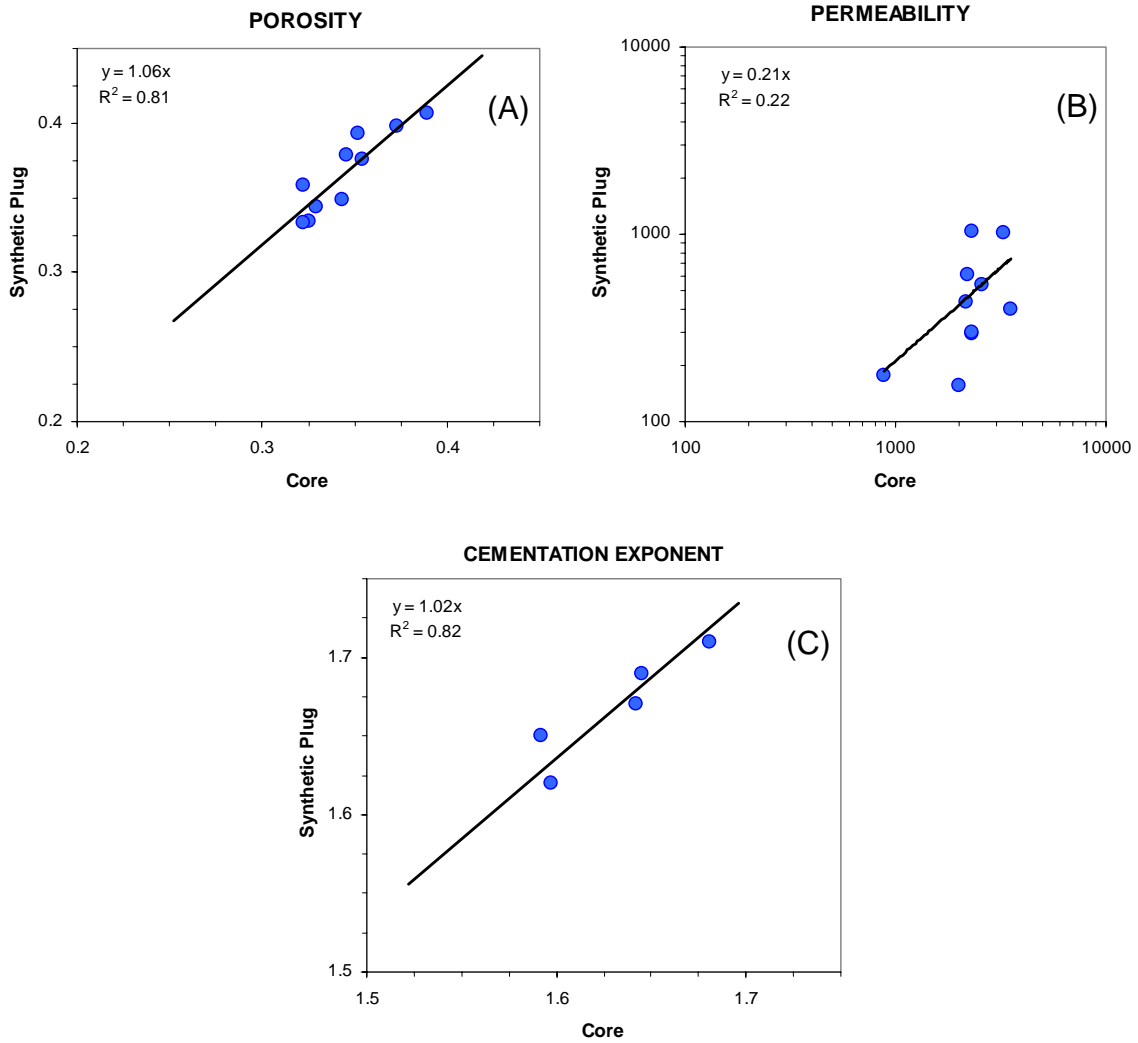 POROSITY
y = 1.06x
R² = 0.81
(A)
0.4
0.3
0.2
Synthetic Plug
0.2 0.3 0.4
Core
PERMEABILITY
10000
y = 0.21x
R² = 0.22
(B)
1000
100
Synthetic Plug
100 1000 10000
Core
CEMENTATION EXPONENT
y = 1.02x
R² = 0.82
(C)
1.7
1.6
1.5
Synthetic Plug
1.5 1.6 1.7
Core